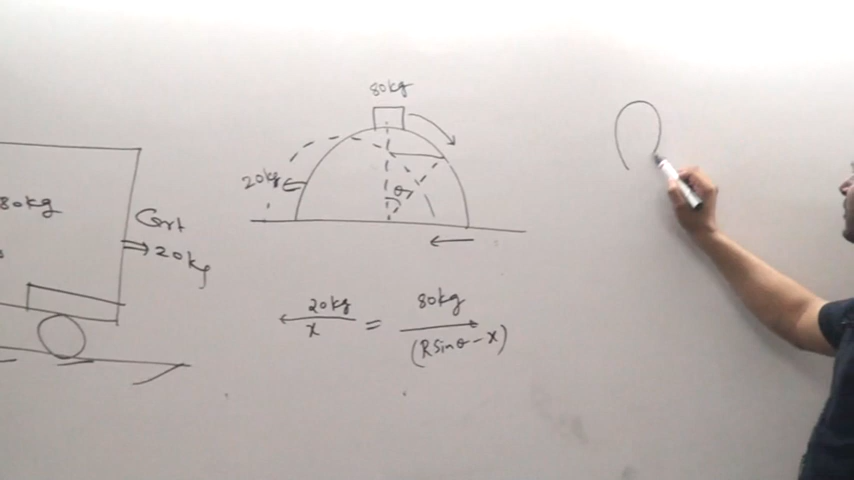 80kg
Cart
20kg
80kg
20kg
θ
20kg
x
=
80kg
(Rsinθ - x)